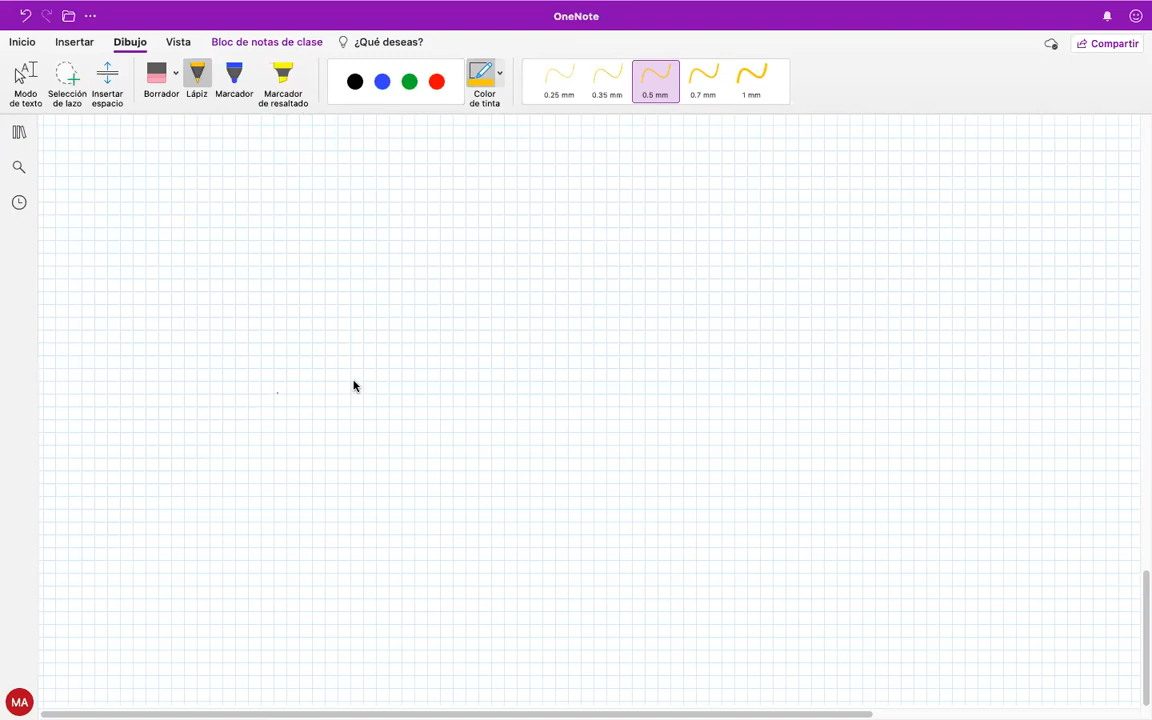 OneNote
Inicio Insertar Dibujo Vista Bloc de notas de clase ¿Qué deseas? Compartir
Modo de texto
Selección de lazo
Insertar espacio
Borrador
Lápiz
Marcador
Marcador de resaltado
Color de tinta
0.25 mm 0.35 mm 0.5 mm 0.7 mm 1 mm
MA